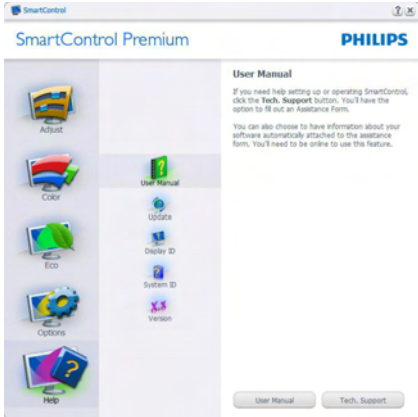 SmartControl
SmartControl Premium
PHILIPS
Adjust
Color
Eco
Options
Help
User Manual
Update
Display ID
System ID
Version
User Manual
If you need help setting up or operating SmartControl,
click the Tech. Support button. You'll have the
option to fill out an Assistance Form.
You can also choose to have information about your
software automatically attached to the assistance
form. You'll need to be online to use this feature.
User Manual
Tech. Support